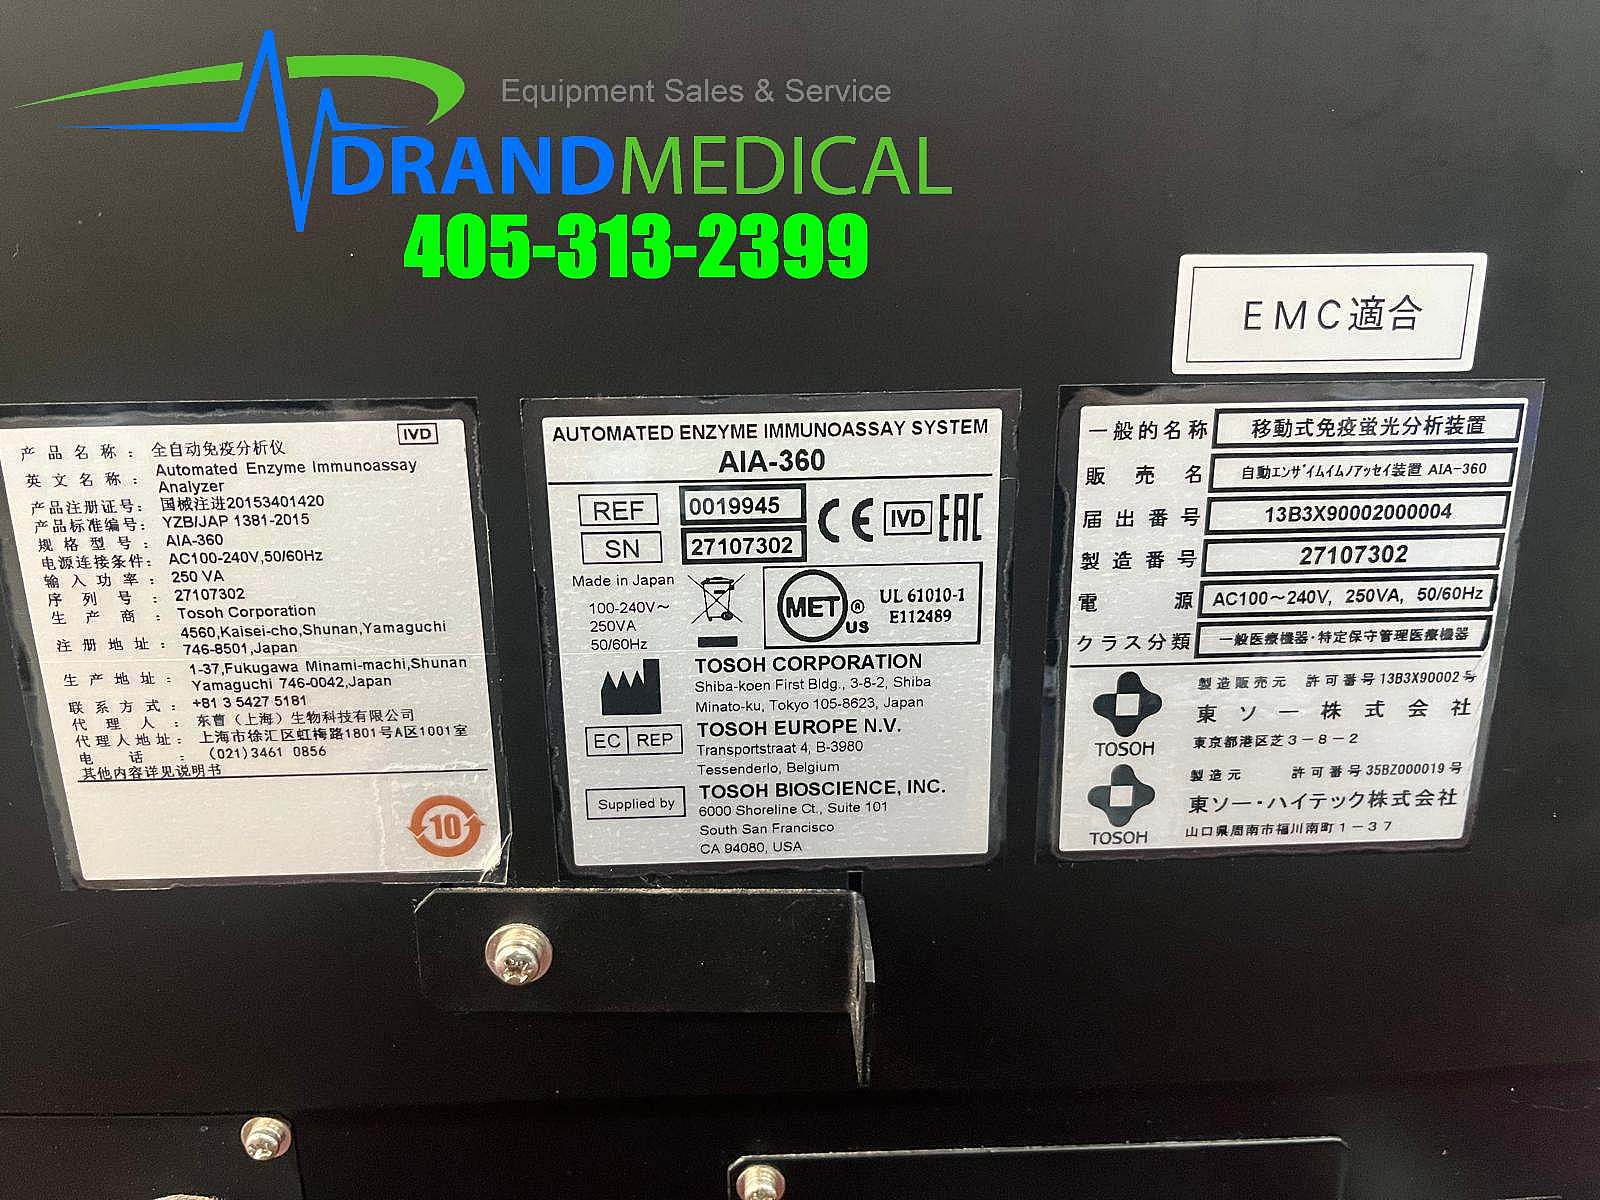 Equipment Sales & Service
DRANDMEDICAL
405-313-2399
EMC適合
IVD
产品名称: 全自动免疫分析仪
英文名称: Automated Enzyme Immunoassay
Analyzer
产品注册证号: 国械注进20153401420
产品标准编号: YZB/JAP 1381-2015
规格型号: AIA-360
电源连接条件: AC100-240V,50/60Hz
输入功率: 250 VA
序列号: 27107302
生产商: Tosoh Corporation
注册地址: 4560,Kaisei-cho,Shunan,Yamaguchi
746-8501,Japan
生产地址: 1-37,Fukugawa Minami-machi,Shunan
Yamaguchi 746-0042,Japan
联系方式: +81 3 5427 5181
代理人: 东曹（上海）生物科技有限公司
代理人地址: 上海市徐汇区虹梅路1801号A区1001室
电话: (021)3461 0856
其他内容详见说明书
10
AUTOMATED ENZYME IMMUNOASSAY SYSTEM
AIA-360
REF 0019945
SN 27107302
CE IVD EAC
Made in Japan
100-240V~
250VA
50/60Hz
MET ® US
UL 61010-1
E112489
TOSOH CORPORATION
Shiba-koen First Bldg., 3-8-2, Shiba
Minato-ku, Tokyo 105-8623, Japan
EC REP
TOSOH EUROPE N.V.
Transportstraat 4, B-3980
Tessenderlo, Belgium
Supplied by
TOSOH BIOSCIENCE, INC.
6000 Shoreline Ct., Suite 101
South San Francisco
CA 94080, USA
一般的名称 移動式免疫蛍光分析装置
販売名 自動ｴﾝｻﾞｲﾑｲﾑﾉｱｯｾｲ装置 AIA-360
届出番号 13B3X90002000004
製造番号 27107302
電源 AC100~240V, 250VA, 50/60Hz
クラス分類 一般医療機器・特定保守管理医療機器
製造販売元 許可番号13B3X90002号
東ソー株式会社
TOSOH
東京都港区芝3-8-2
製造元 許可番号35BZ000019号
東ソー・ハイテック株式会社
TOSOH
山口県周南市福川南町1-37